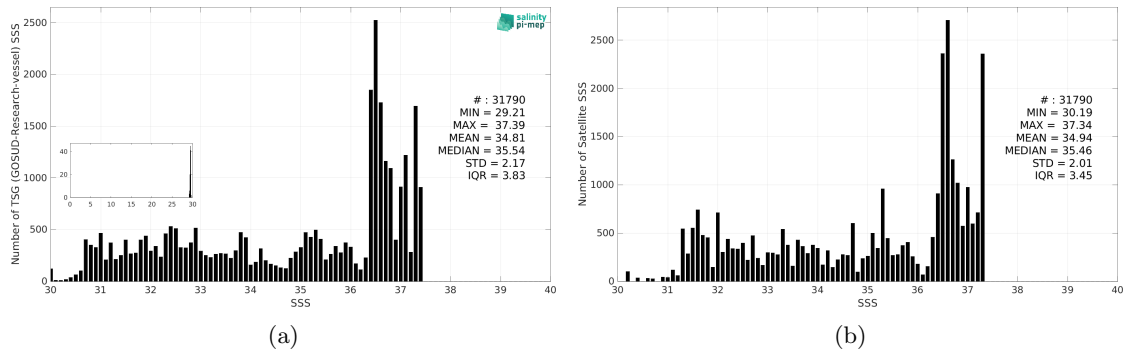 salinity
pi-mep
Number of TSG (GOSUD-Research-vessel) SSS
2500
2000
1500
1000
500
0
# : 31790
MIN = 29.21
MAX = 37.39
MEAN = 34.81
MEDIAN = 35.54
STD = 2.17
IQR = 3.83
40
20
0
0 5 10 15 20 25 30
30 31 32 33 34 35 36 37 38 39 40
SSS
(a)
Number of Satellite SSS
2500
2000
1500
1000
500
0
# : 31790
MIN = 30.19
MAX = 37.34
MEAN = 34.94
MEDIAN = 35.46
STD = 2.01
IQR = 3.45
30 31 32 33 34 35 36 37 38 39 40
SSS
(b)